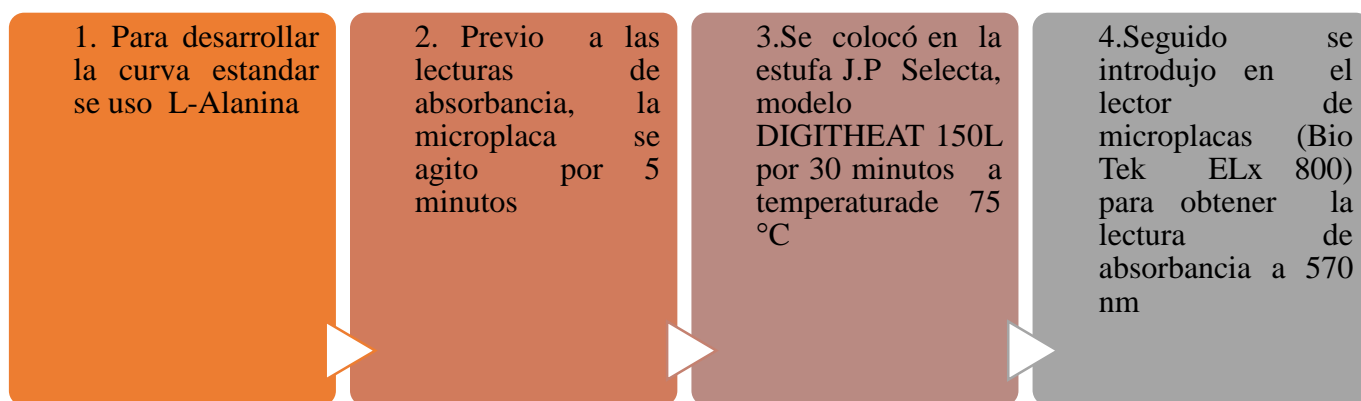 1. Para desarrollar
la curva estandar
se uso L-Alanina
2. Previo a las
lecturas de
absorbancia, la
microplaca se
agito por 5
minutos
3.Se colocó en la
estufa J.P Selecta,
modelo
DIGITHEAT 150L
por 30 minutos a
temperaturade 75
°C
4.Seguido se
introdujo en el
lector de
microplacas (Bio
Tek ELx 800)
para obtener la
lectura de
absorbancia a 570
nm